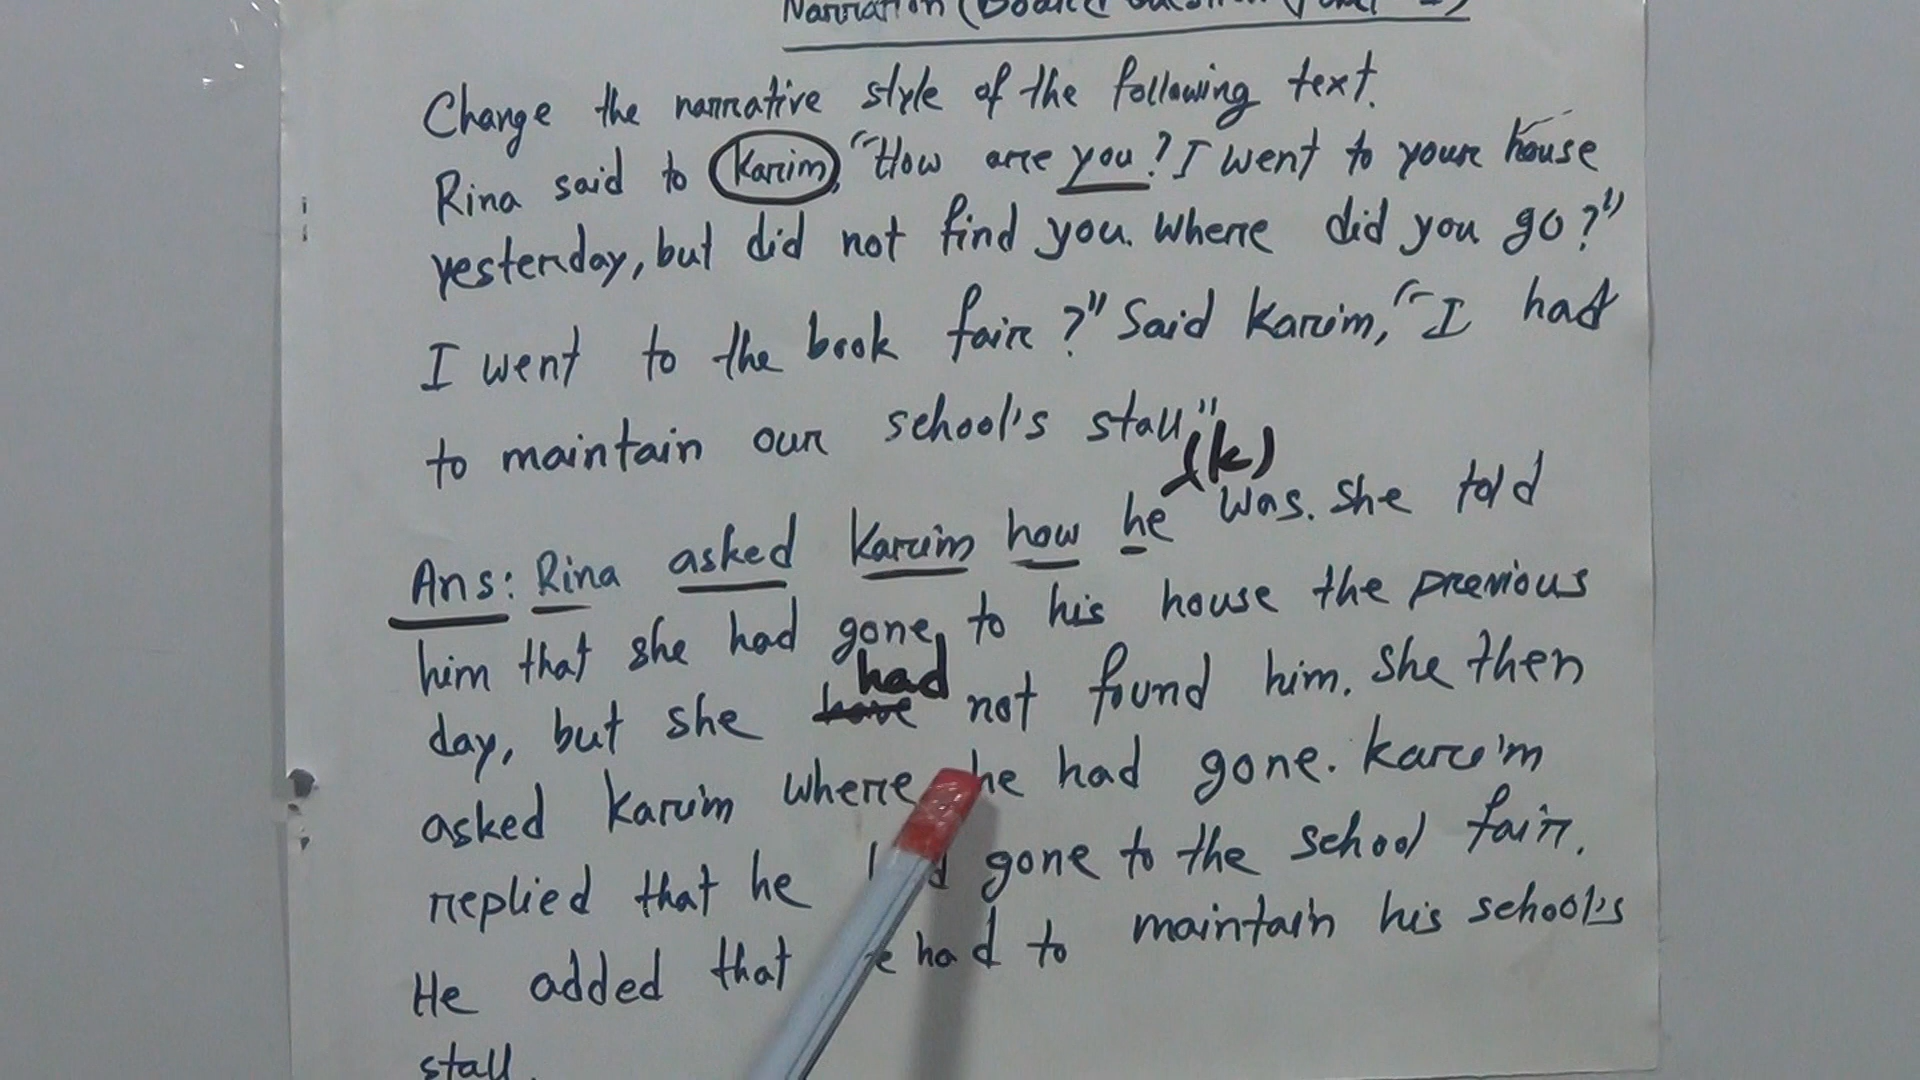 Narration (Board Question
Change the narrative style of the following text.
Rina said to Karim, "How are you? I went to your house
yesterday, but did not find you. Where did you go?"
I went to the book fair?" Said Karim, "I had
to maintain our school's stall"
(k)
Ans: Rina asked Karim how he was. She told
him that she had gone to his house the previous
had
day, but she have not found him. She then
asked Karim where he had gone. Karim
replied that he gone to the school fair.
He added that had to maintain his school's
stall.